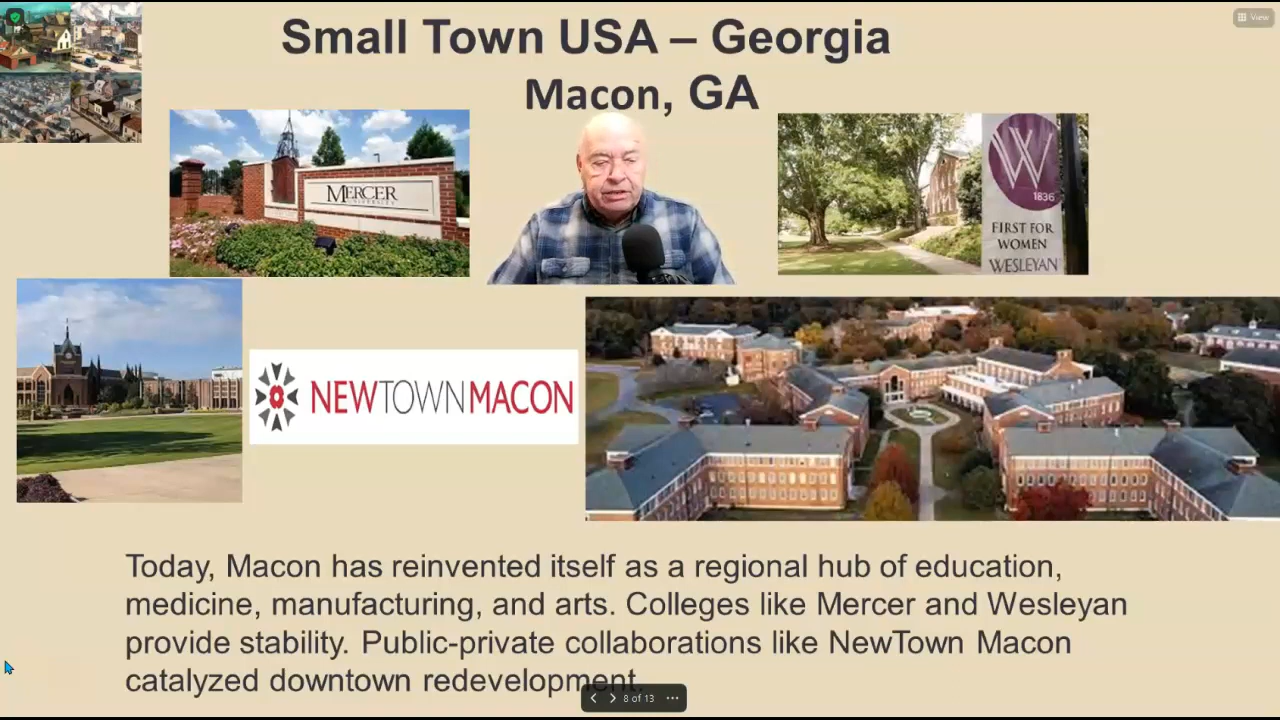 View
Small Town USA – Georgia
Macon, GA
MERCER
UNIVERSITY
W
1836
FIRST FOR
WOMEN
WESLEYAN
NEWTOWNMACON
Today, Macon has reinvented itself as a regional hub of education,
medicine, manufacturing, and arts. Colleges like Mercer and Wesleyan
provide stability. Public-private collaborations like NewTown Macon
catalyzed downtown redevelopment.
8 of 13